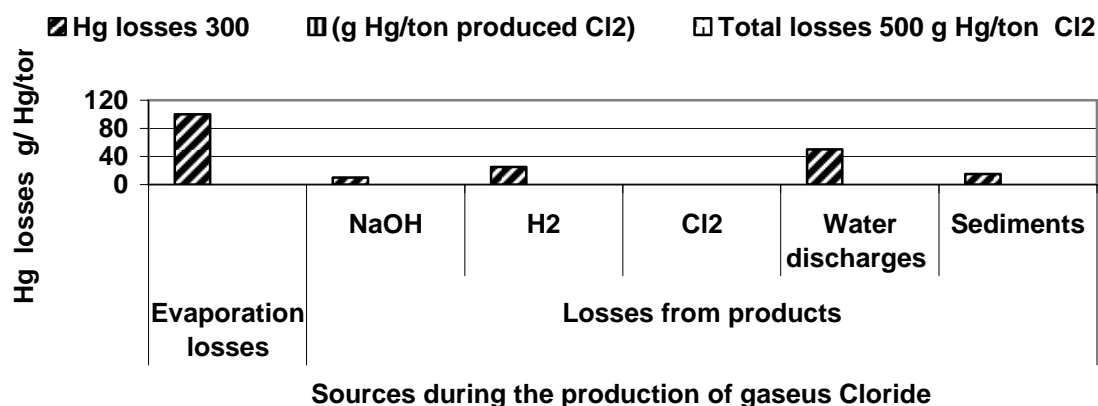 Hg losses 300 (g Hg/ton produced Cl2) Total losses 500 g Hg/ton Cl2
Hg losses g/ Hg/tor
120
80
40
0
NaOH H2 Cl2 Water discharges Sediments
Evaporation losses Losses from products
Sources during the production of gaseus Cloride